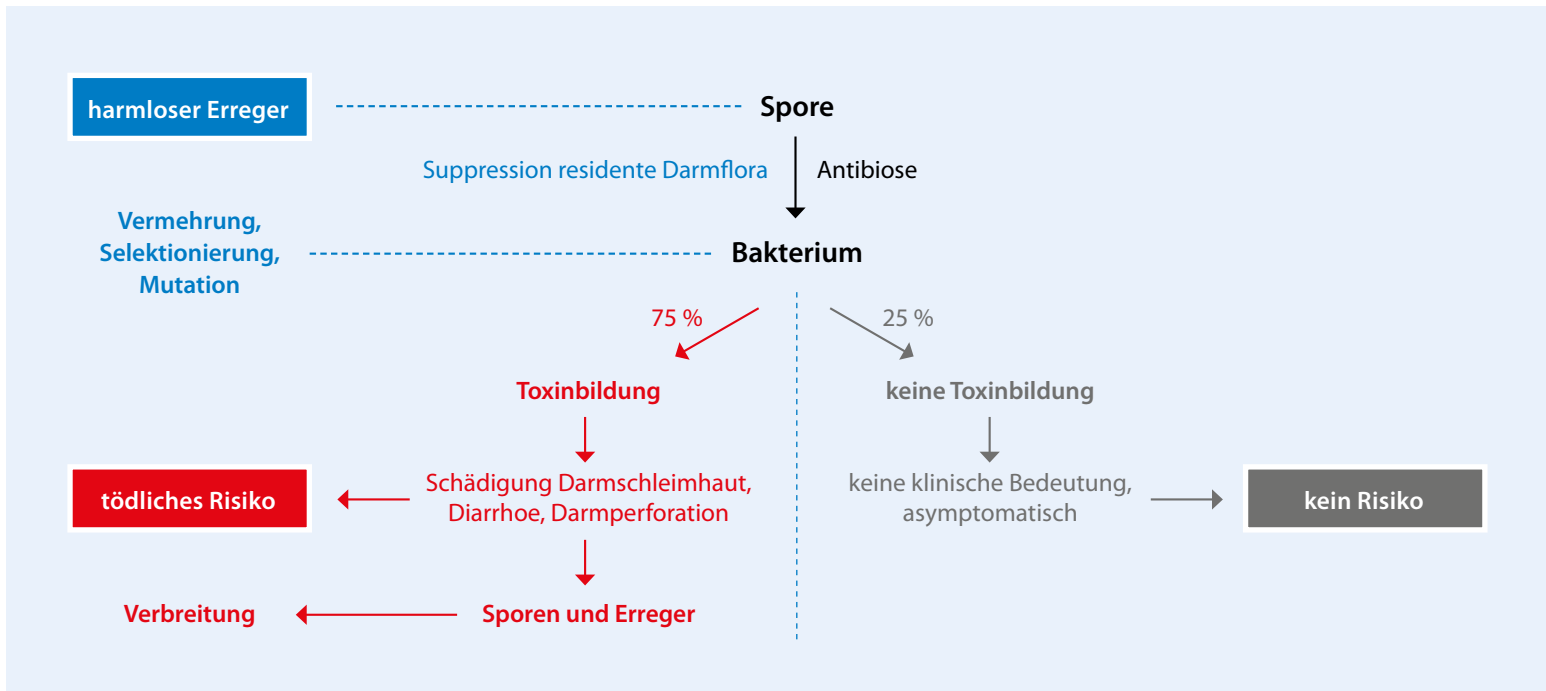 harmloser Erreger
Spore
Suppression residente Darmflora
Antibiose
Vermehrung,
Selektionierung,
Mutation
Bakterium
75 %
25 %
Toxinbildung
keine Toxinbildung
tödliches Risiko
Schädigung Darmschleimhaut,
Diarrhoe, Darmperforation
keine klinische Bedeutung,
asymptomatisch
kein Risiko
Verbreitung
Sporen und Erreger